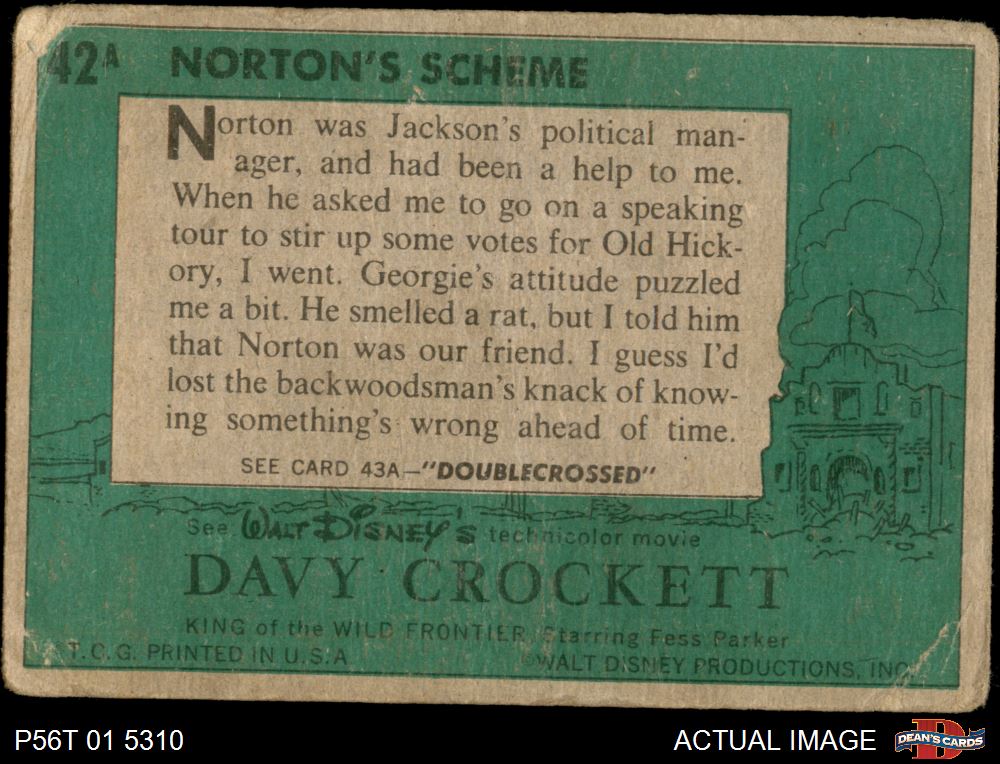 42A NORTON'S SCHEME
Norton was Jackson's political man-
ager, and had been a help to me.
When he asked me to go on a speaking
tour to stir up some votes for Old Hick-
ory, I went. Georgie's attitude puzzled
me a bit. He smelled a rat, but I told him
that Norton was our friend. I guess I'd
lost the backwoodsman's knack of know-
ing something's wrong ahead of time.
SEE CARD 43A—"DOUBLECROSSED"
See WALT DISNEY'S technicolor movie
DAVY CROCKETT
KING of the WILD FRONTIER Starring Fess Parker
T.C.G. PRINTED IN U.S.A
©WALT DISNEY PRODUCTIONS, INC.
P56T 01 5310
ACTUAL IMAGE
DEAN'S CARDS